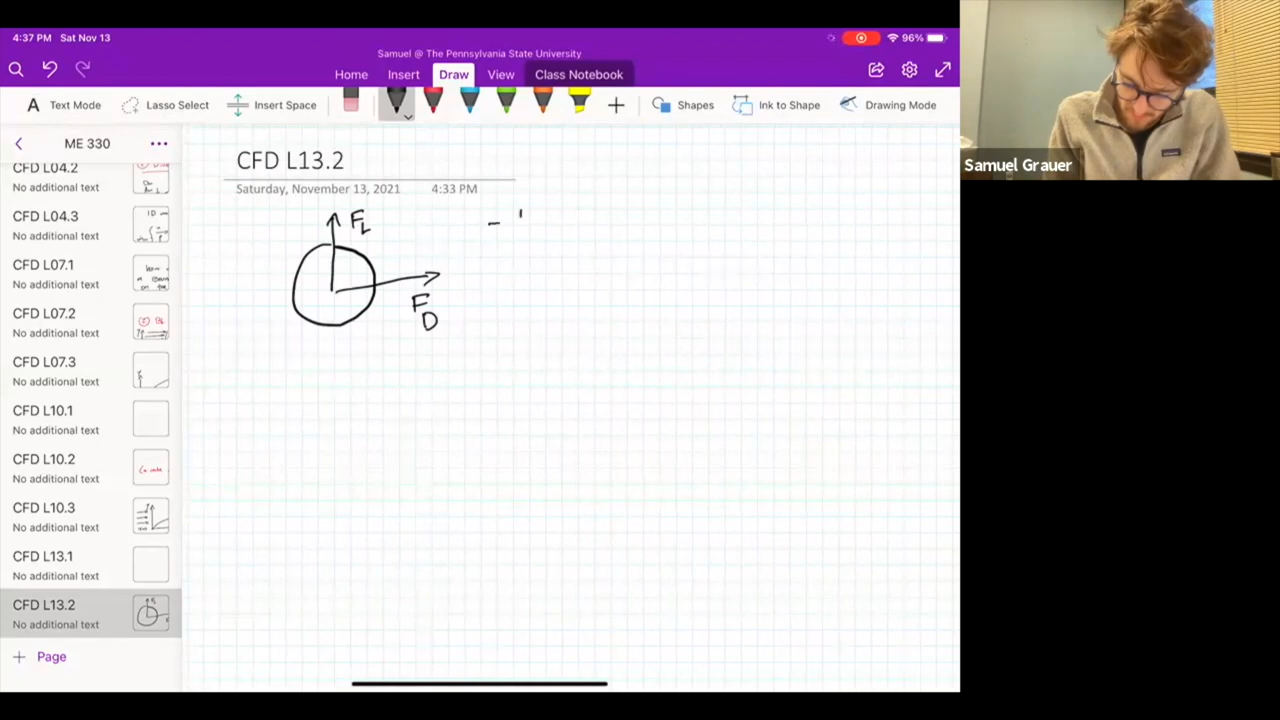 4:37 PM Sat Nov 13
96%
Samuel @ The Pennsylvania State University
Home Insert Draw View Class Notebook
A Text Mode Lasso Select Insert Space Shapes Ink to Shape Drawing Mode
ME 330
CFD L04.2
No additional text
CFD L04.3
No additional text
CFD L07.1
No additional text
CFD L07.2
No additional text
CFD L07.3
No additional text
CFD L10.1
No additional text
CFD L10.2
No additional text
CFD L10.3
No additional text
CFD L13.1
No additional text
CFD L13.2
No additional text
+ Page
CFD L13.2
Saturday, November 13, 2021 4:33 PM
FL
FD
Samuel Grauer